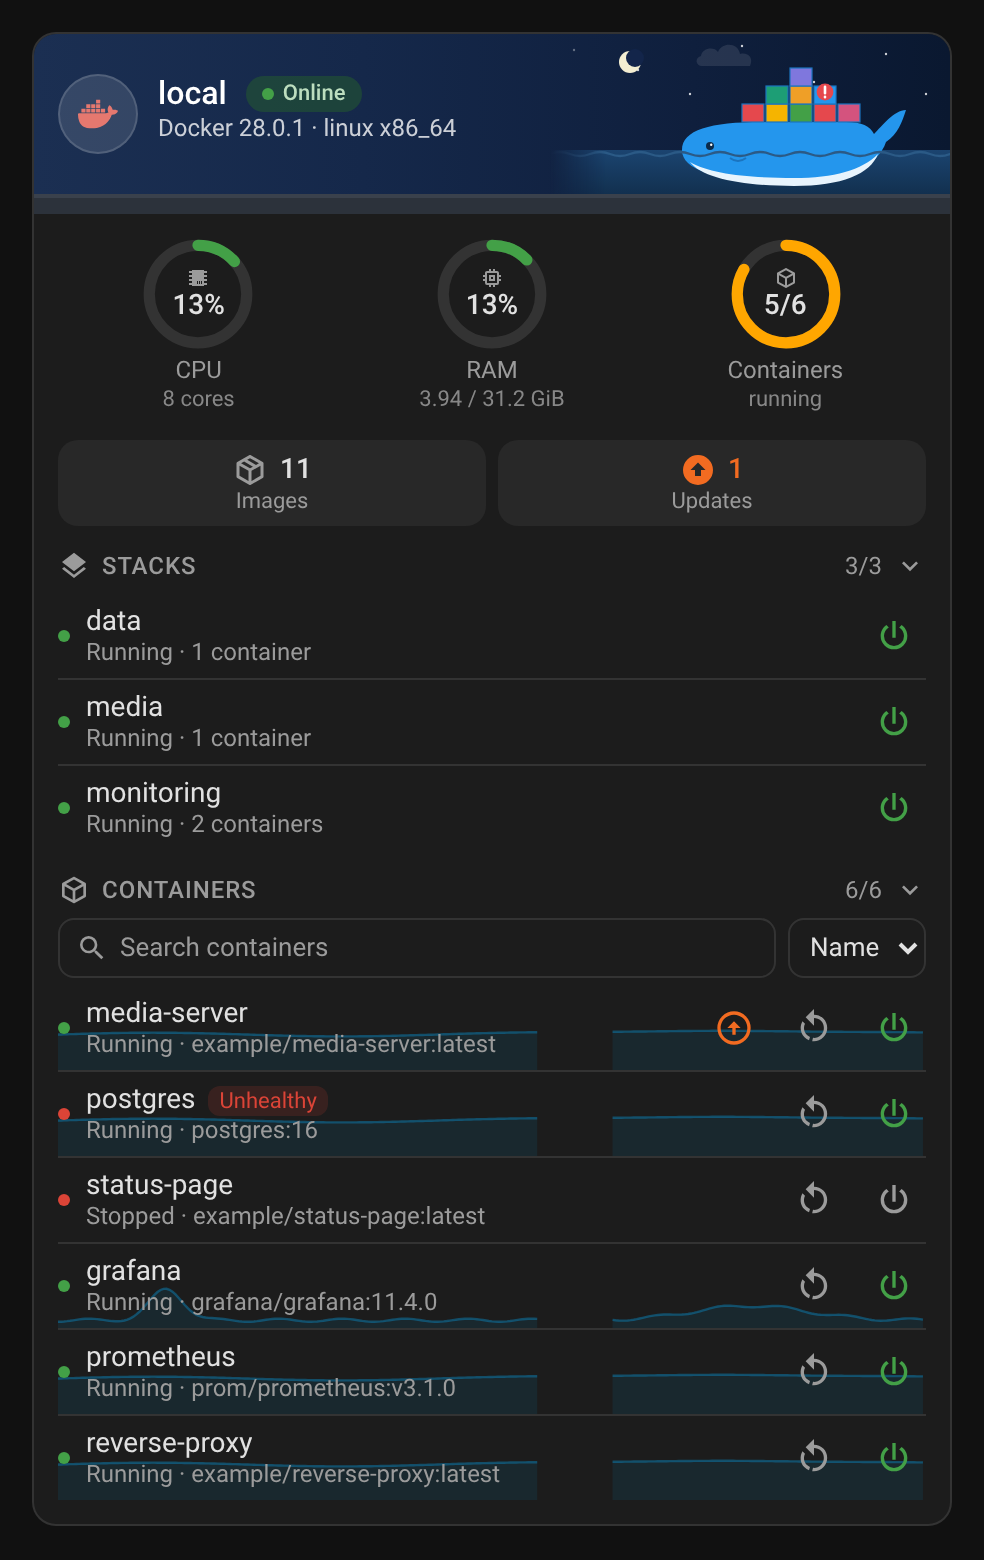 local Online
Docker 28.0.1 · linux x86_64
13%
CPU
8 cores
13%
RAM
3.94 / 31.2 GiB
5/6
Containers
running
11
Images
1
Updates
STACKS 3/3
data
Running · 1 container
media
Running · 1 container
monitoring
Running · 2 containers
CONTAINERS 6/6
Search containers Name
media-server
Running · example/media-server:latest
postgres Unhealthy
Running · postgres:16
status-page
Stopped · example/status-page:latest
grafana
Running · grafana/grafana:11.4.0
prometheus
Running · prom/prometheus:v3.1.0
reverse-proxy
Running · example/reverse-proxy:latest